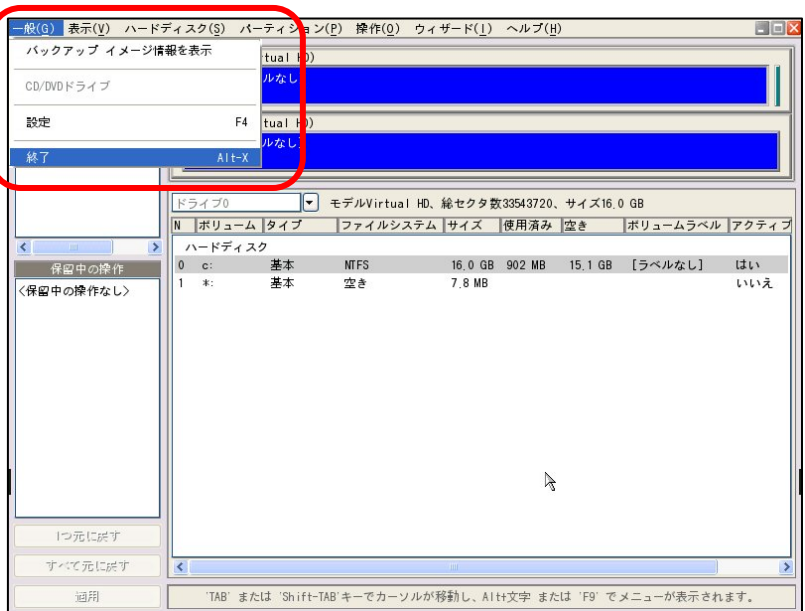 一般(G) 表示(V) ハードディスク(S) パーティション(P) 操作(O) ウィザード(I) ヘルプ(H)
バックアップ イメージ情報を表示
CD/DVDドライブ
設定 F4
終了 Alt-X
tual HD)
ルなし
tual HD)
ルなし
ドライブ0 モデルVirtual HD、総セクタ数33543720、サイズ16.0 GB
N ボリューム タイプ ファイルシステム サイズ 使用済み 空き ボリュームラベル アクティブ
ハードディスク
0 c: 基本 NTFS 16.0 GB 902 MB 15.1 GB [ラベルなし] はい
1 *: 基本 空き 7.8 MB いいえ
保留中の操作
<保留中の操作なし>
1つ元に戻す
すべて元に戻す
適用
'TAB' または 'Shift-TAB'キーでカーソルが移動し、Alt+文字 または 'F9' でメニューが表示されます。